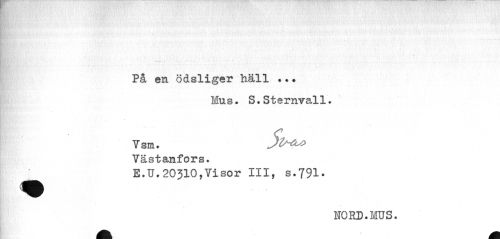 På en ödsliger häll ...
Mus. S.Sternvall.
Vsm. Svas
Västanfors.
E.U.20310,Visor III, s.791.
NORD.MUS.